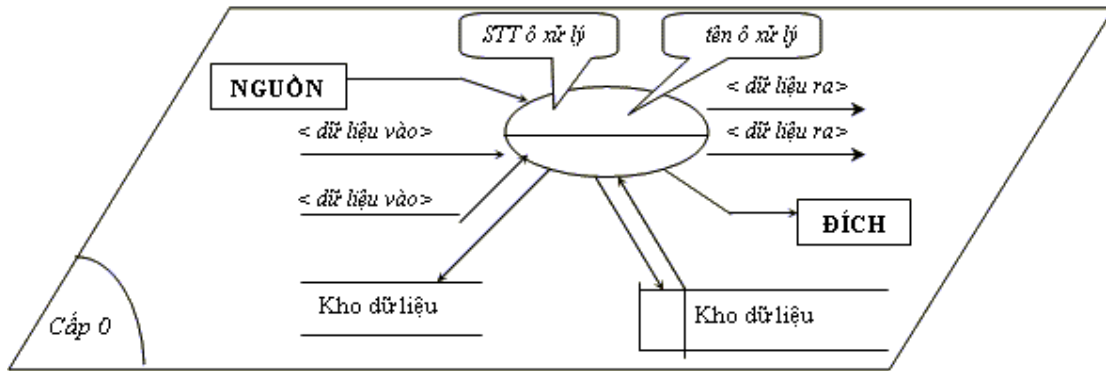 STT ô xử lý
tên ô xử lý
NGUỒN
< dữ liệu ra>
< dữ liệu vào>
< dữ liệu ra>
< dữ liệu vào>
ĐÍCH
Kho dữ liệu
Kho dữ liệu
Cấp 0